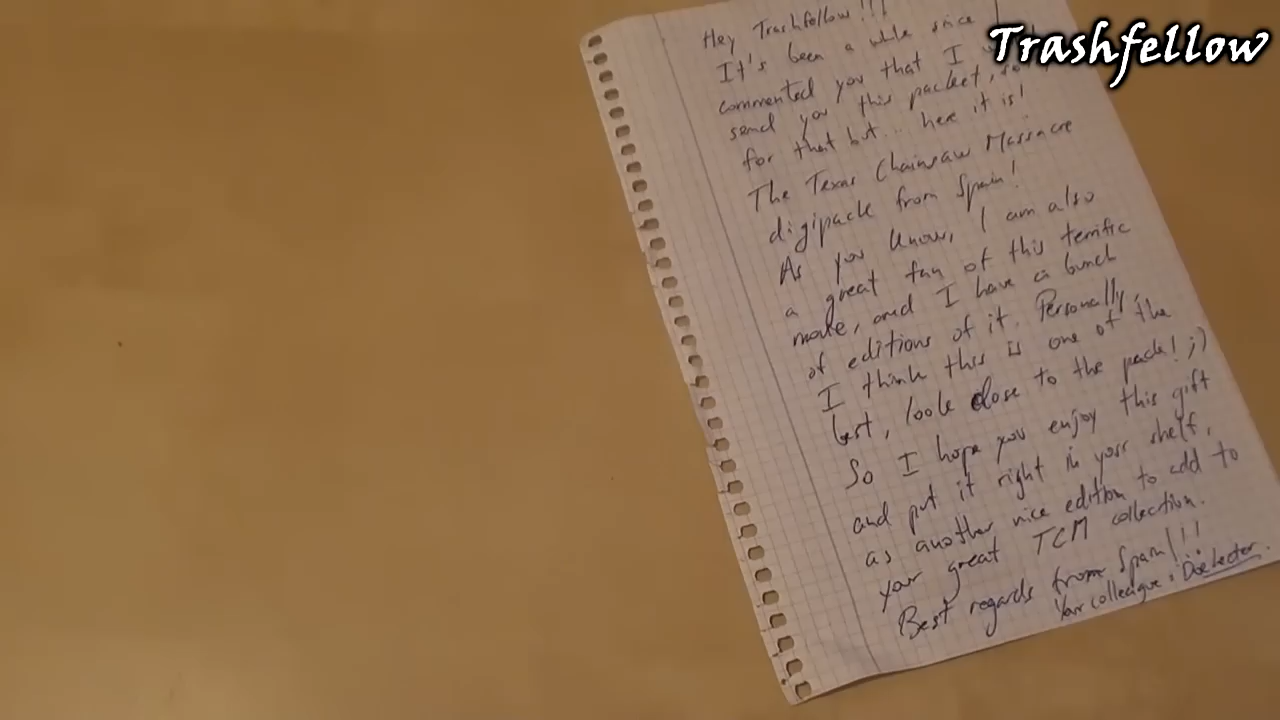 Trashfellow
Hey Trashfellow!!!
It's been a while since I
commented you that I
send you this packet, so
for that but... here it is!
The Texas Chainsaw Massacre
digipack from Spain!
As you know, I am also
a great fan of this terrific
movie, and I have a bunch
of editions of it. Personally,
I think this is one of the
best, look close to the pack! ;)
So I hope you enjoy this gift
and put it right in your shelf,
as another nice edition to add to
your great TCM collection.
Best regards from Spain!!!
Your colleague: